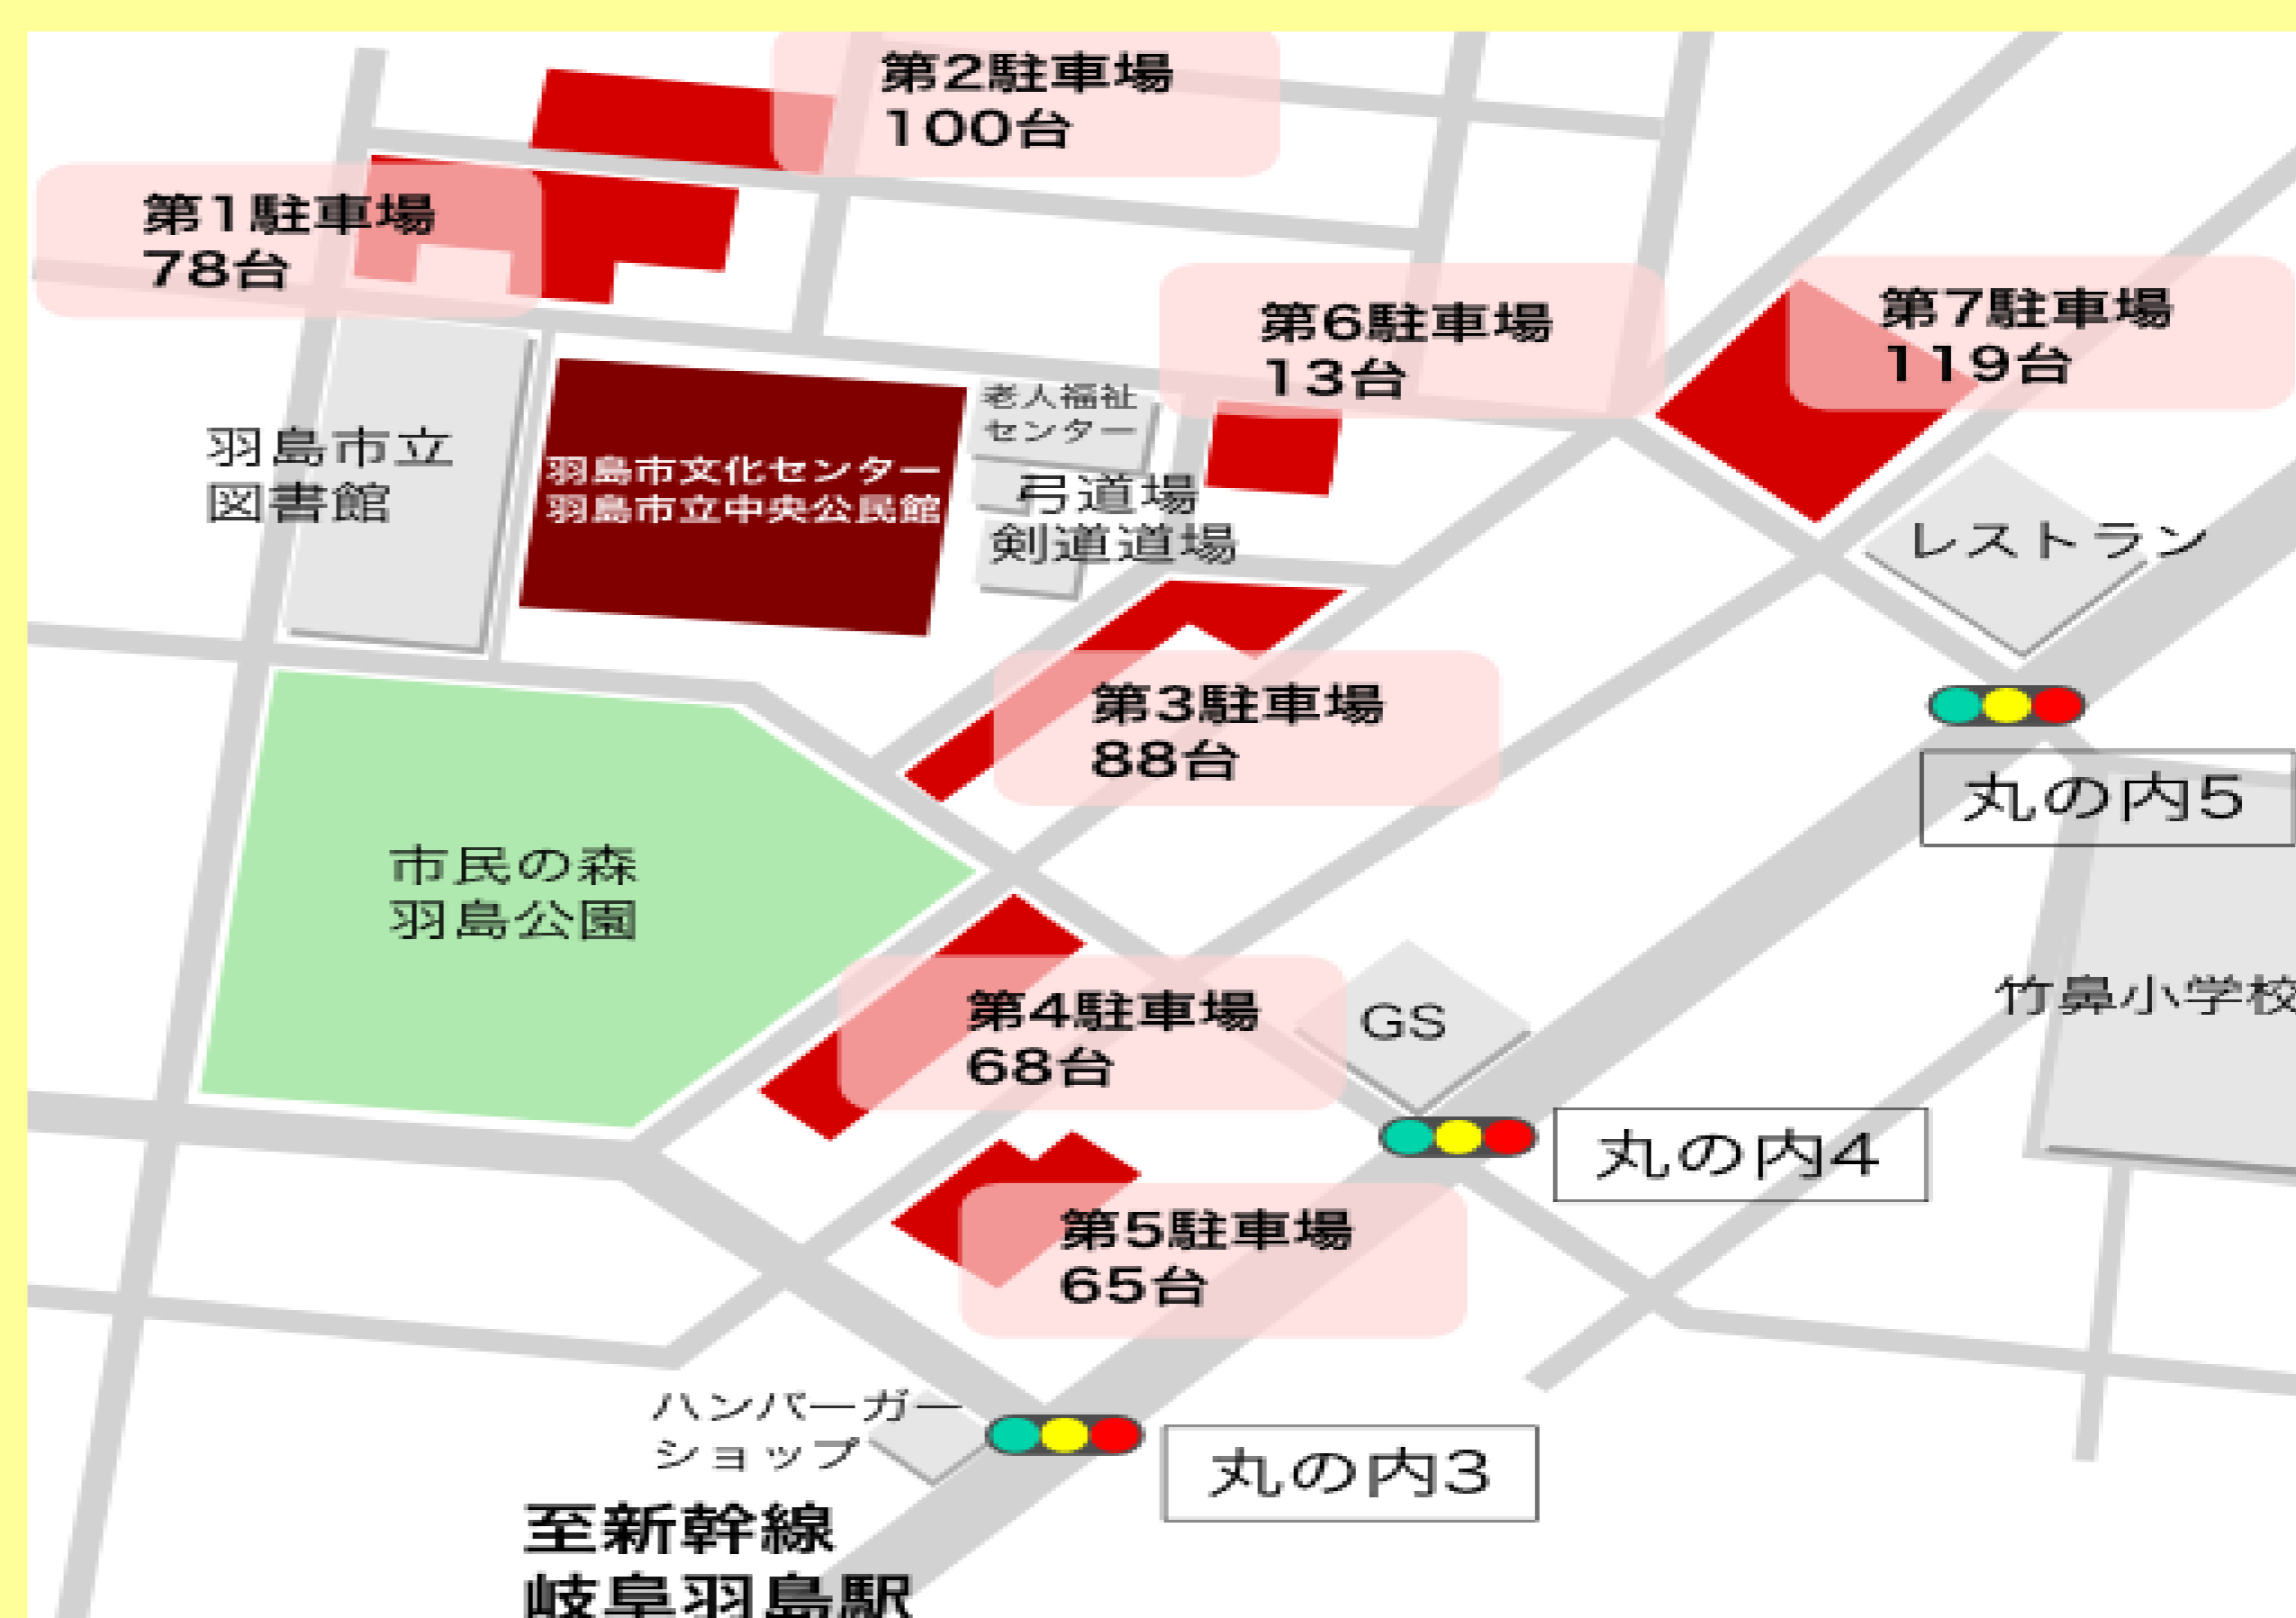 第2駐車場
100台
第1駐車場
78台
第6駐車場
13台
第7駐車場
119台
老人福祉
センター
羽島市立
図書館
羽島市文化センター
羽島市立中央公民館
弓道場
剣道道場
レストラン
第3駐車場
88台
丸の内5
市民の森
羽島公園
第4駐車場
68台
GS
竹鼻小学校
丸の内4
第5駐車場
65台
ハンバーガー
ショップ
丸の内3
至新幹線
岐阜羽島駅